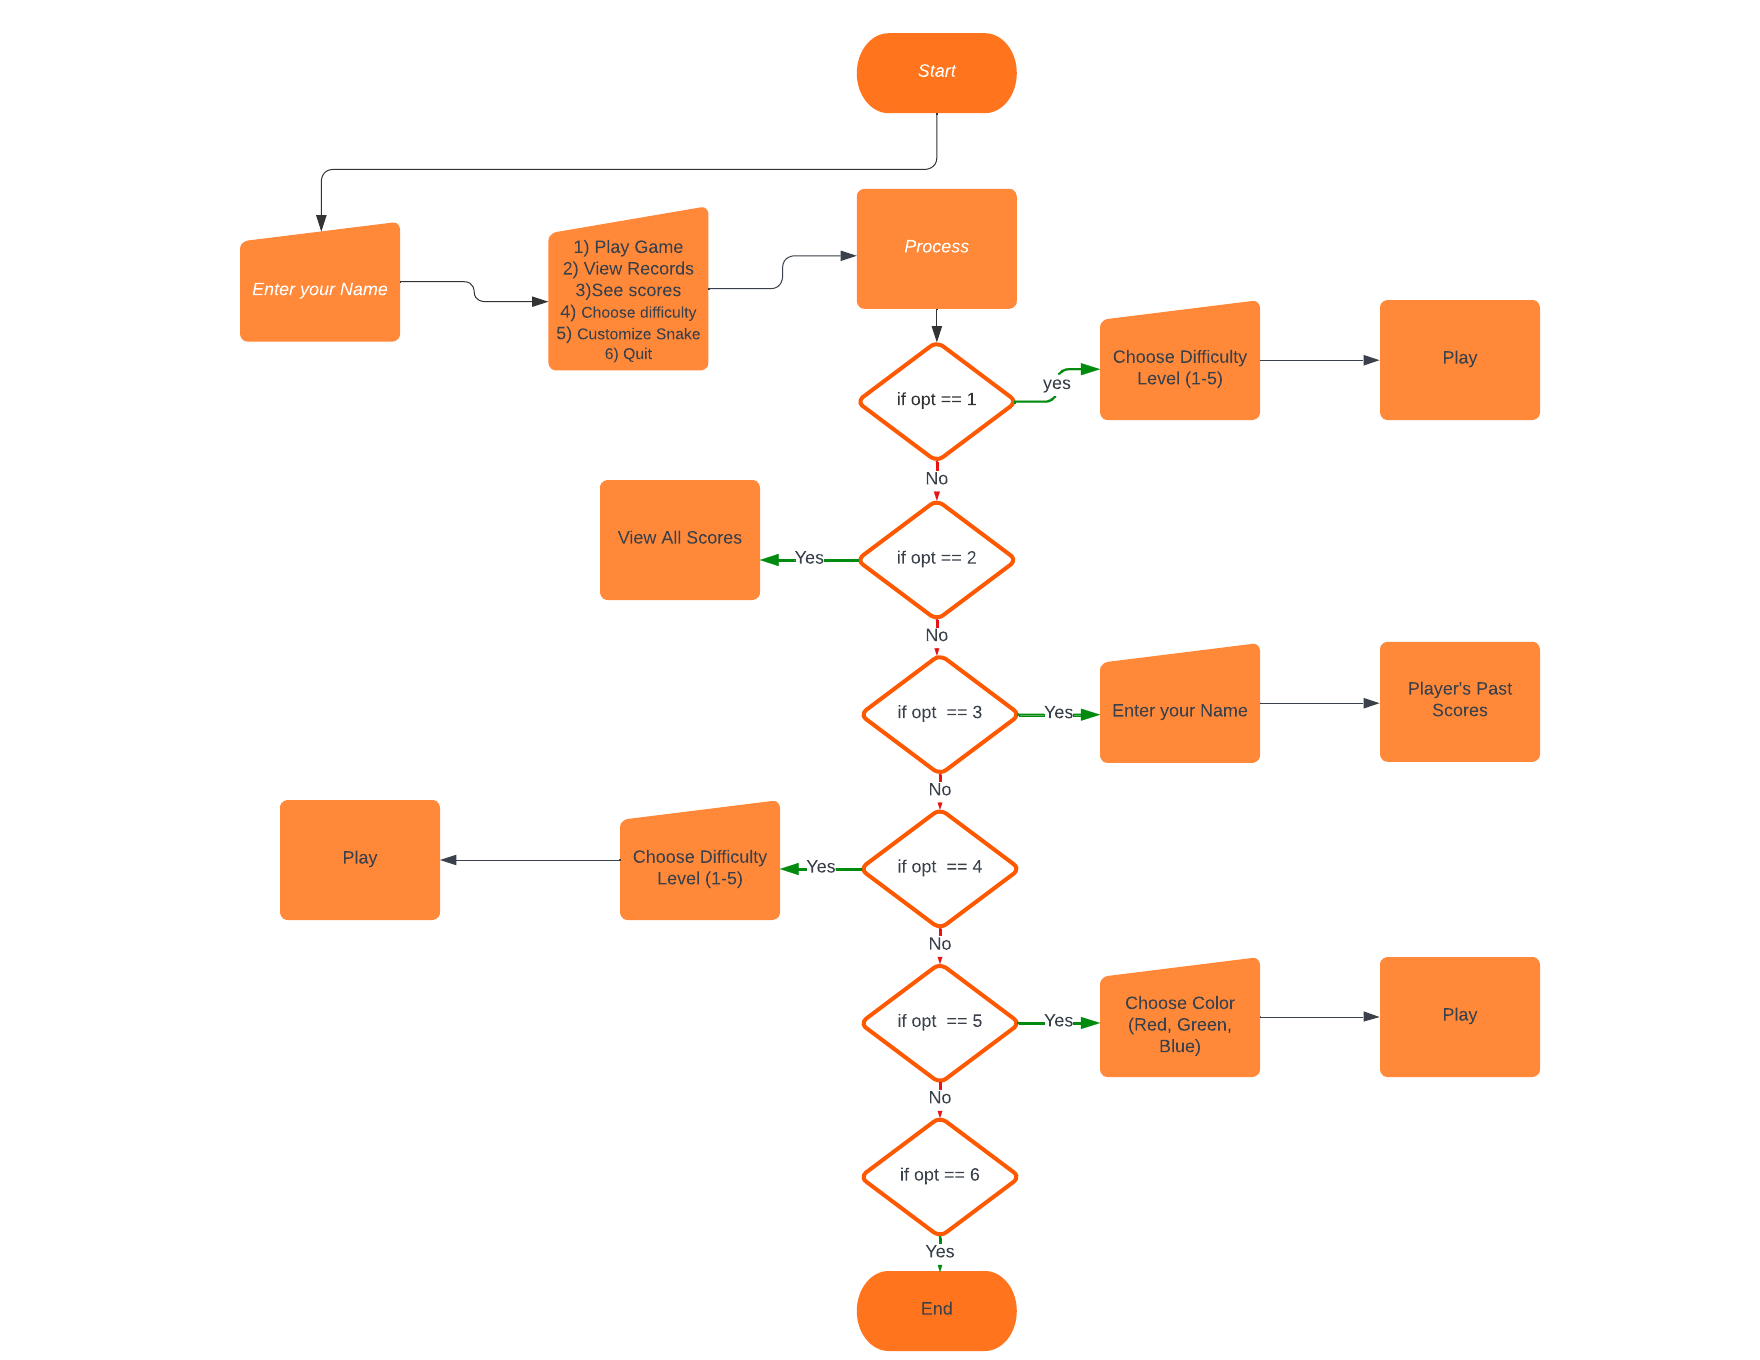 Start
Enter your Name
1) Play Game
2) View Records
3)See scores
4) Choose difficulty
5) Customize Snake
6) Quit
Process
if opt == 1
yes
Choose Difficulty
Level (1-5)
Play
No
if opt == 2
Yes
View All Scores
No
if opt  == 3
Yes
Enter your Name
Player's Past
Scores
No
if opt  == 4
Yes
Choose Difficulty
Level (1-5)
Play
No
if opt  == 5
Yes
Choose Color
(Red, Green,
Blue)
Play
No
if opt == 6
Yes
End